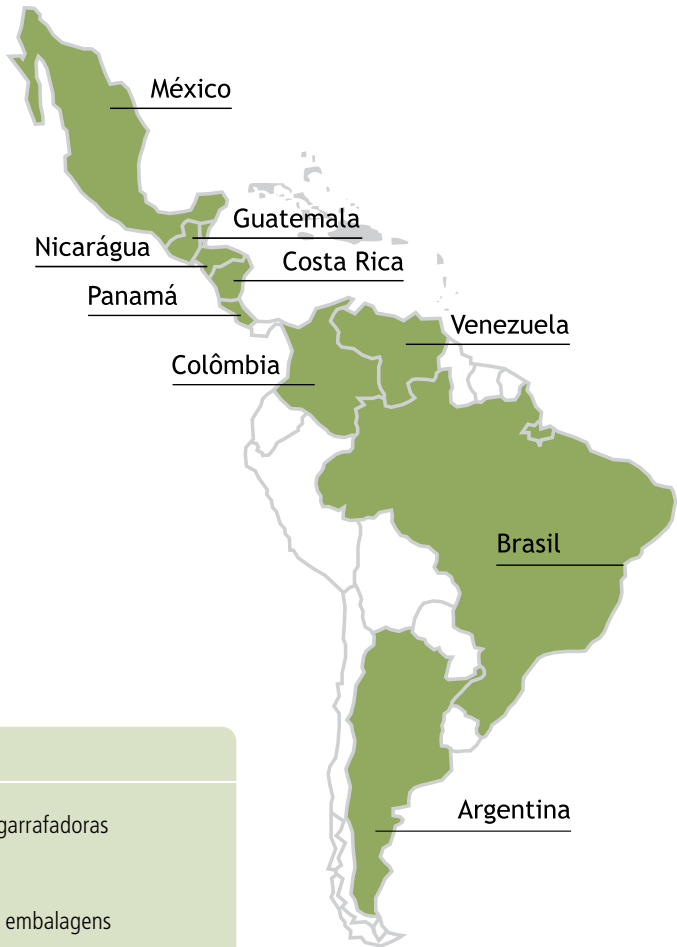 México
Guatemala
Nicarágua
Costa Rica
Panamá
Venezuela
Colômbia
Brasil
Argentina
garrafadoras
embalagens